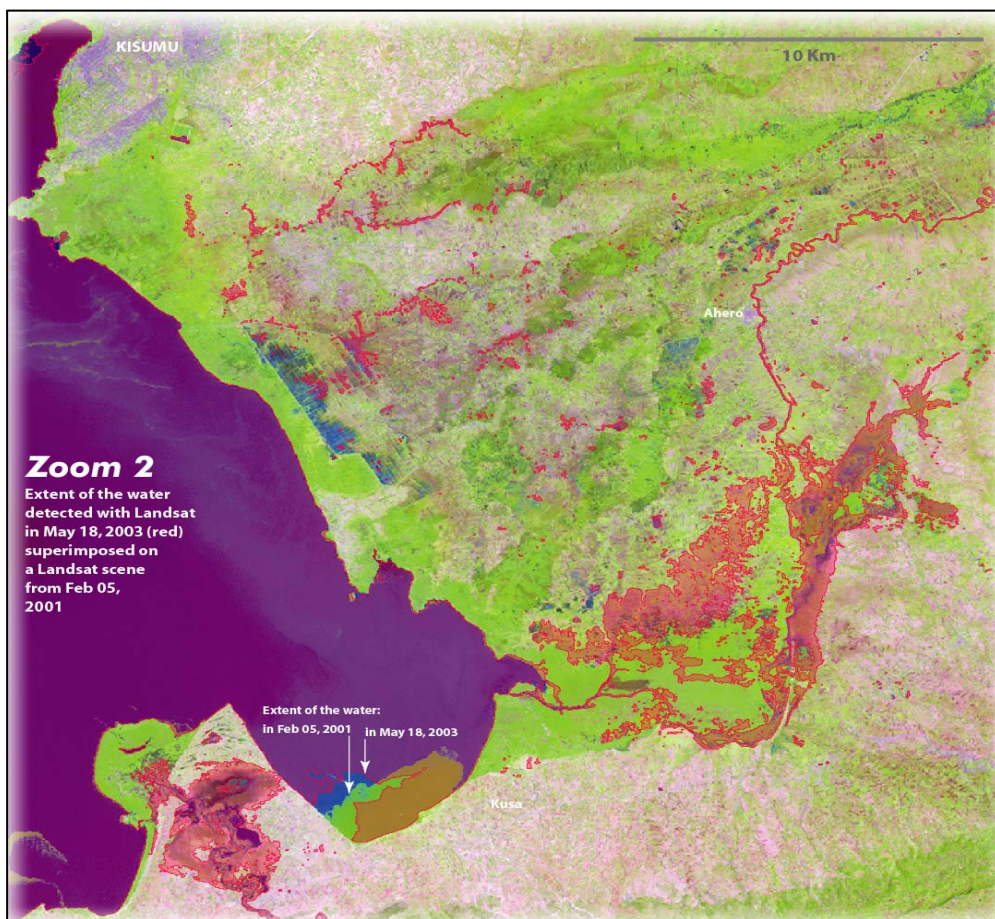 KISUMU
10 Km
Ahero
Zoom 2
Extent of the water
detected with Landsat
in May 18, 2003 (red)
superimposed on
a Landsat scene
from Feb 05,
2001
Extent of the water:
in Feb 05, 2001
in May 18, 2003
Kusa